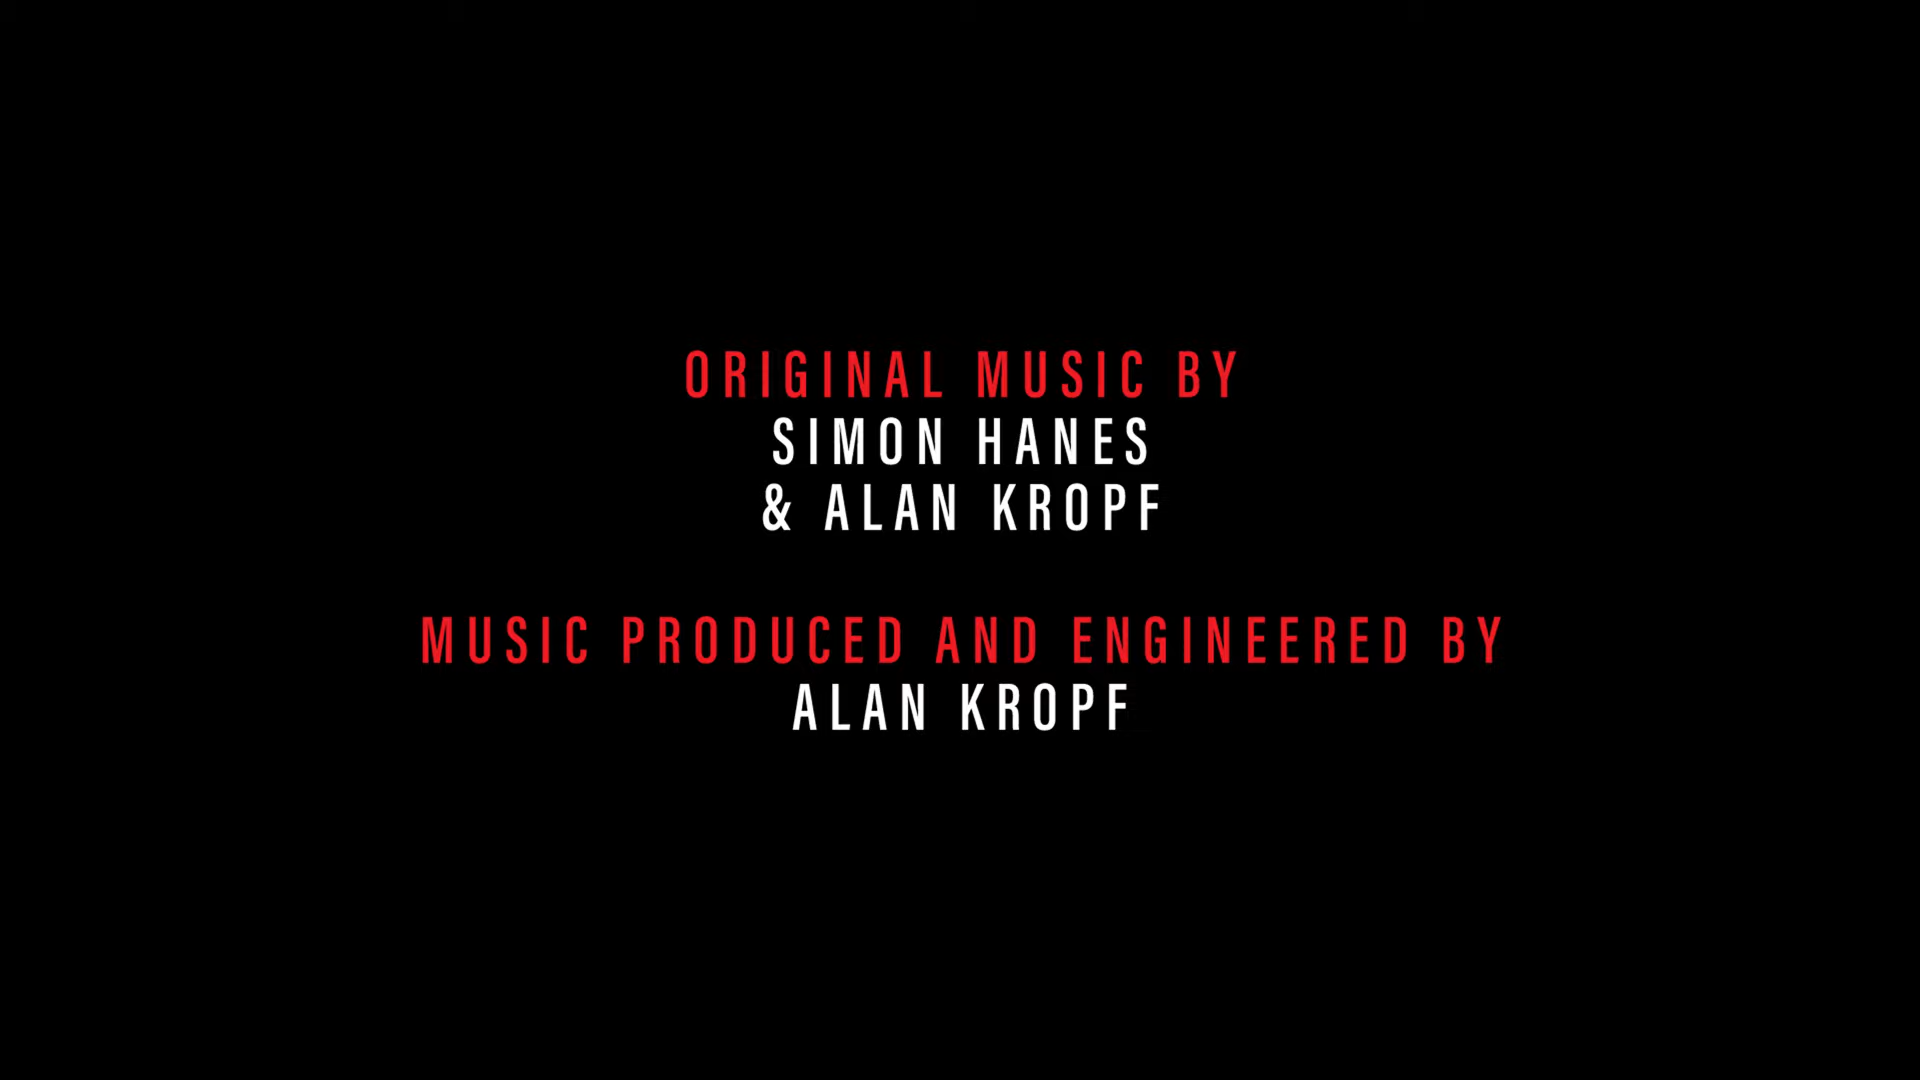 ORIGINAL MUSIC BY
SIMON HANES
& ALAN KROPF
MUSIC PRODUCED AND ENGINEERED BY
ALAN KROPF